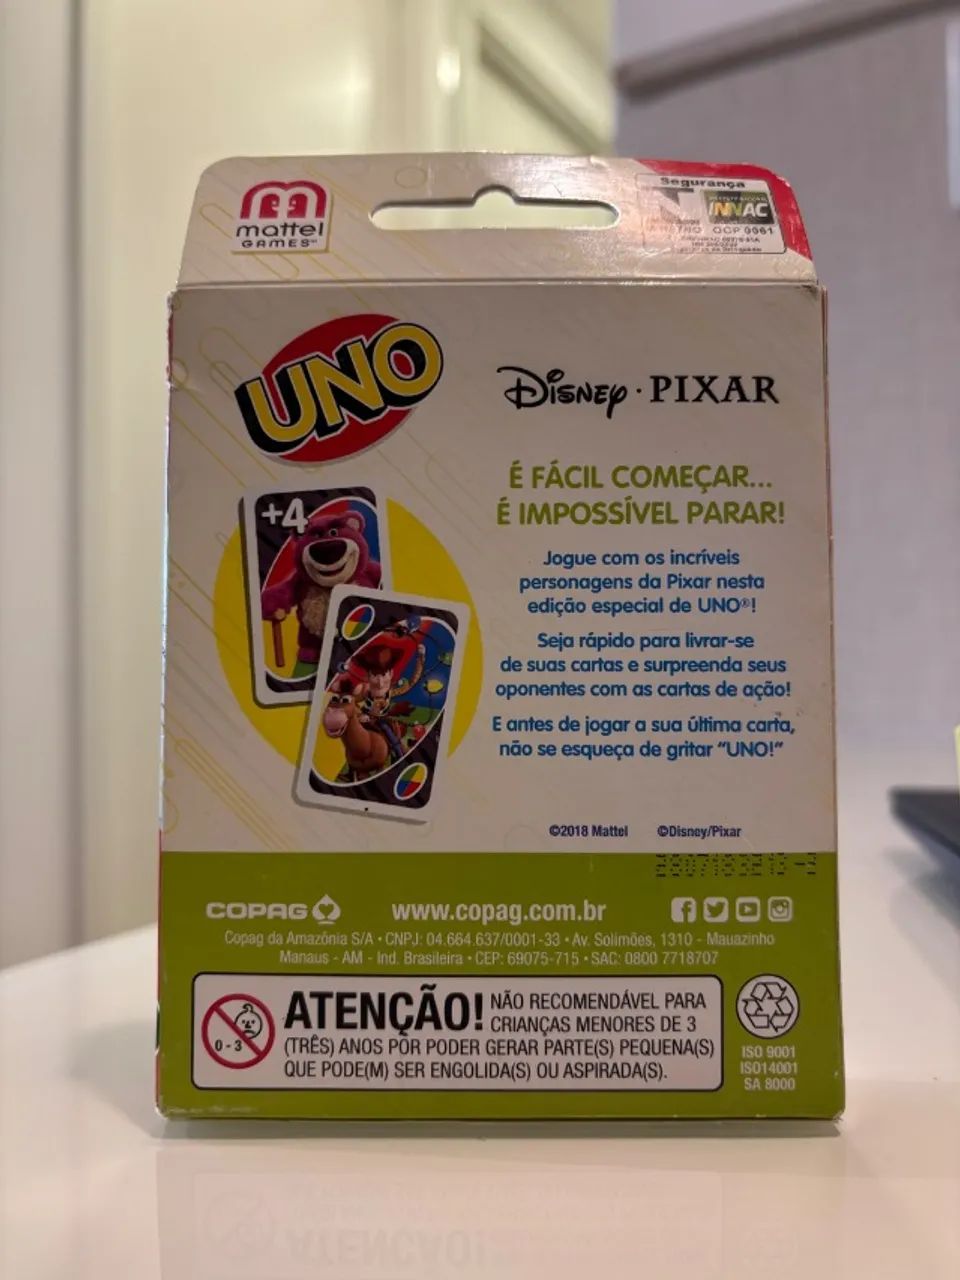 mattel
GAMES™
Segurança
INNAC
OCP 0061
UNO
Disney · PIXAR
É FÁCIL COMEÇAR...
É IMPOSSÍVEL PARAR!
+4
Jogue com os incríveis
personagens da Pixar nesta
edição especial de UNO®!
Seja rápido para livrar-se
de suas cartas e surpreenda seus
oponentes com as cartas de ação!
E antes de jogar a sua última carta,
não se esqueça de gritar “UNO!”
©2018 Mattel ©Disney/Pixar
COPAG www.copag.com.br
Copag da Amazônia S/A • CNPJ: 04.664.637/0001-33 • Av. Solimões, 1310 - Mauazinho
Manaus - AM - Ind. Brasileira • CEP: 69075-715 • SAC: 0800 7718707
ATENÇÃO! NÃO RECOMENDÁVEL PARA
CRIANÇAS MENORES DE 3
(TRÊS) ANOS POR PODER GERAR PARTE(S) PEQUENA(S)
QUE PODE(M) SER ENGOLIDA(S) OU ASPIRADA(S).
0 - 3
ISO 9001
ISO14001
SA 8000